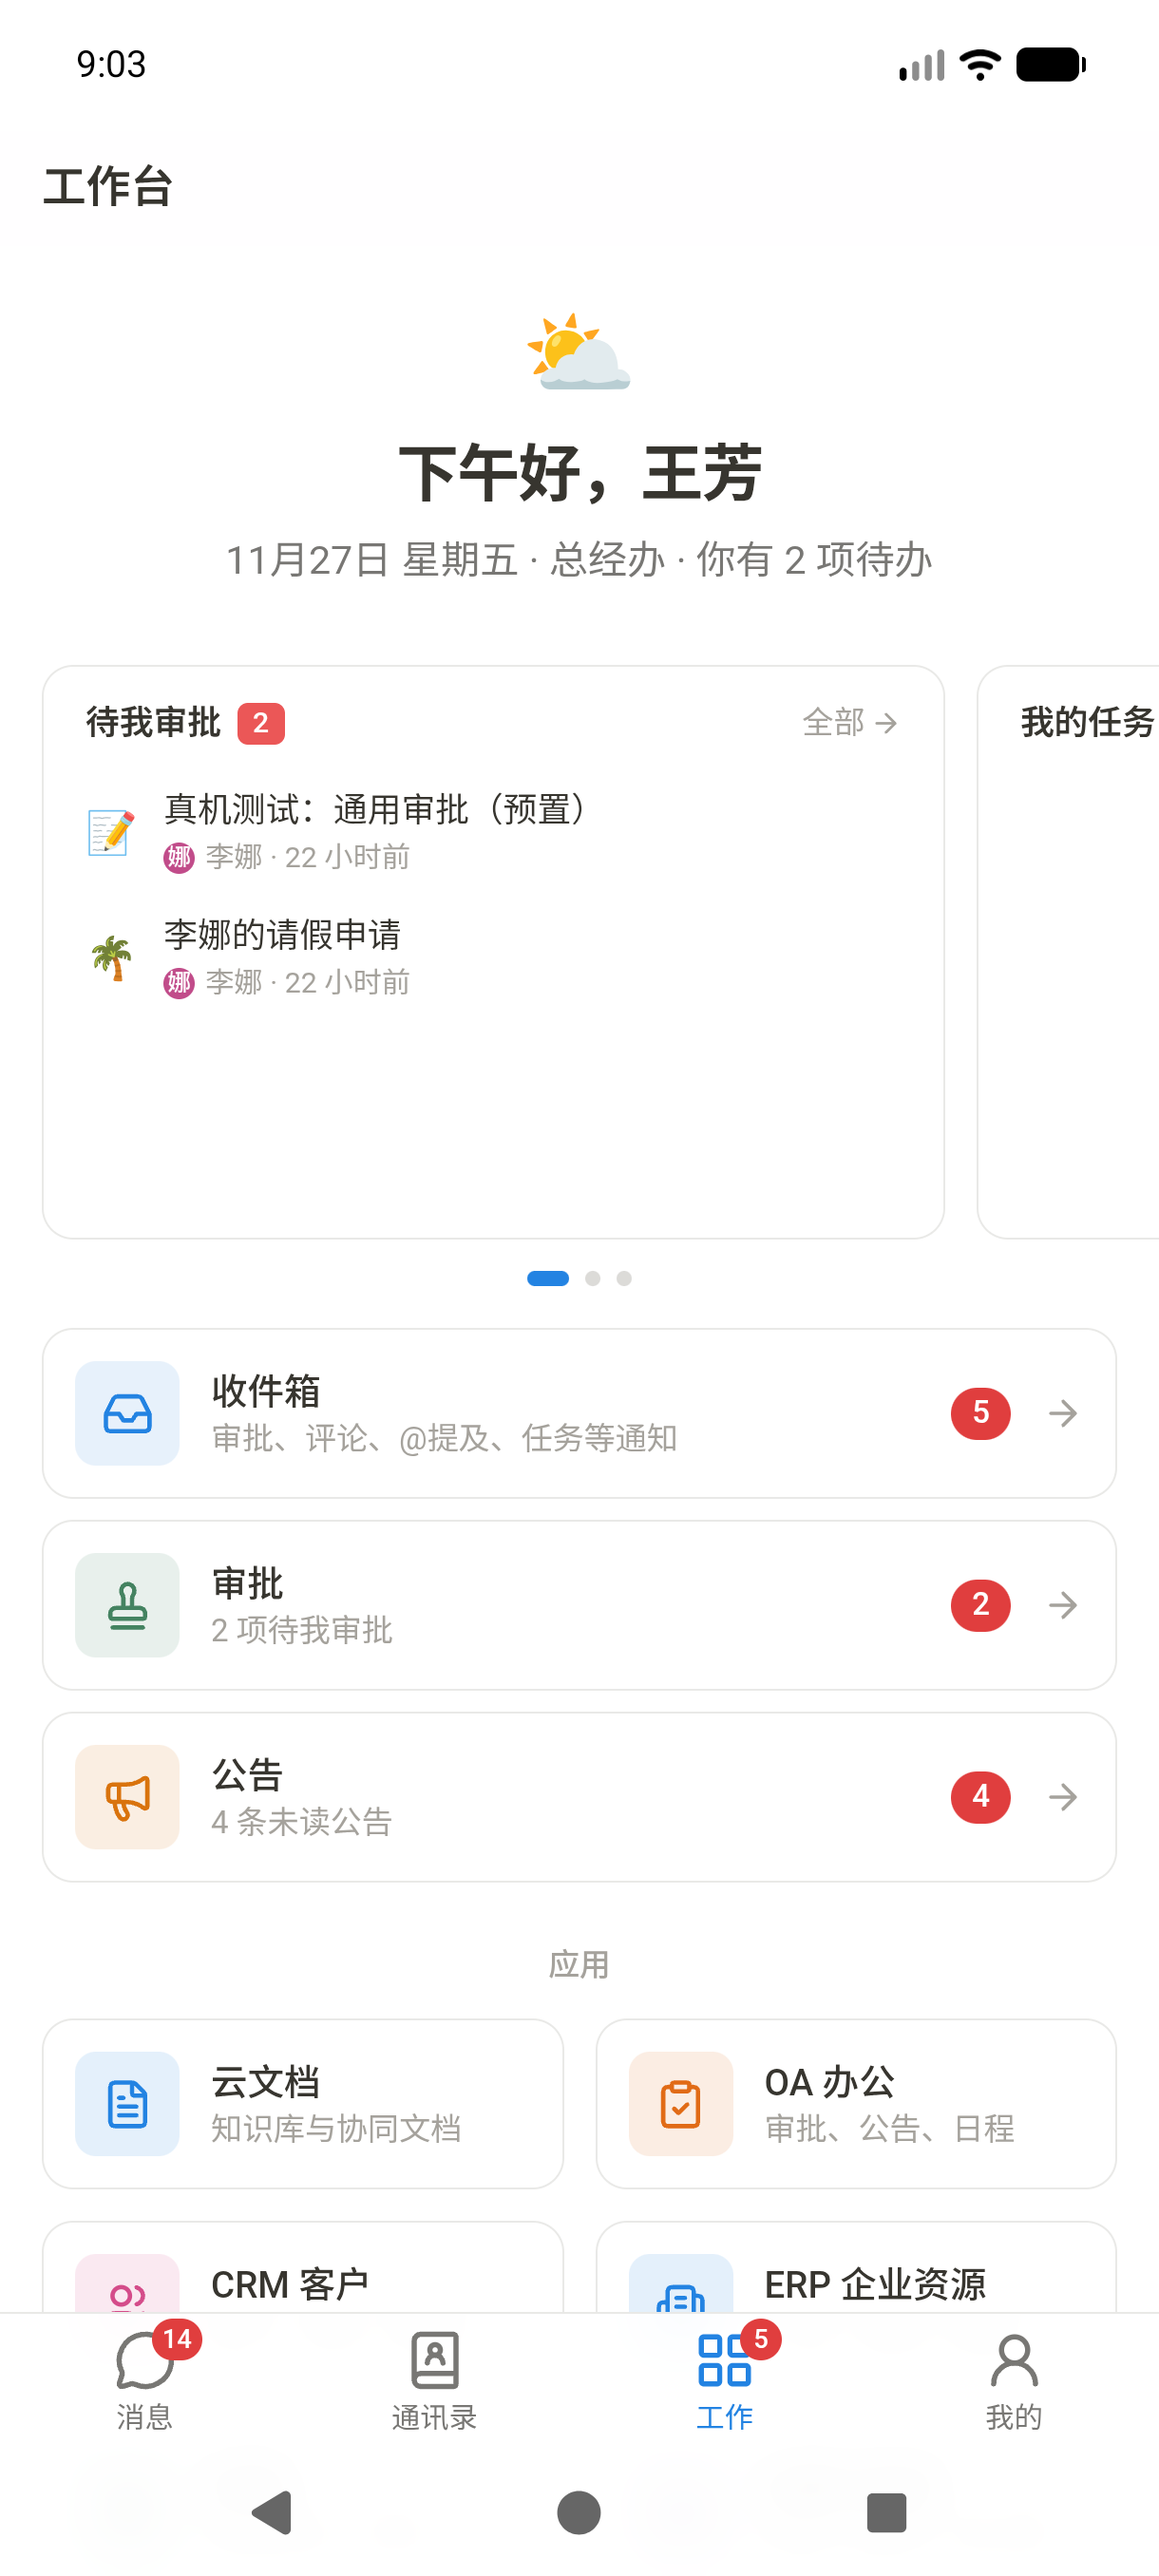 9:03
工作台
下午好，王芳
11月27日 星期五 · 总经办 · 你有 2 项待办
待我审批 2 全部
我的任务
真机测试：通用审批（预置）
娜 李娜 · 22 小时前
李娜的请假申请
娜 李娜 · 22 小时前
收件箱
审批、评论、@提及、任务等通知
5
审批
2 项待我审批
2
公告
4 条未读公告
4
应用
云文档
知识库与协同文档
OA 办公
审批、公告、日程
CRM 客户
ERP 企业资源
14
消息
通讯录
5
工作
我的